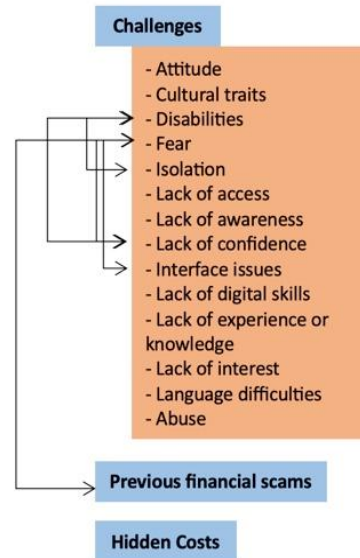 Challenges
- Attitude
- Cultural traits
- Disabilities
- Fear
- Isolation
- Lack of access
- Lack of awareness
- Lack of confidence
- Interface issues
- Lack of digital skills
- Lack of experience or
knowledge
- Lack of interest
- Language difficulties
- Abuse
Previous financial scams
Hidden Costs